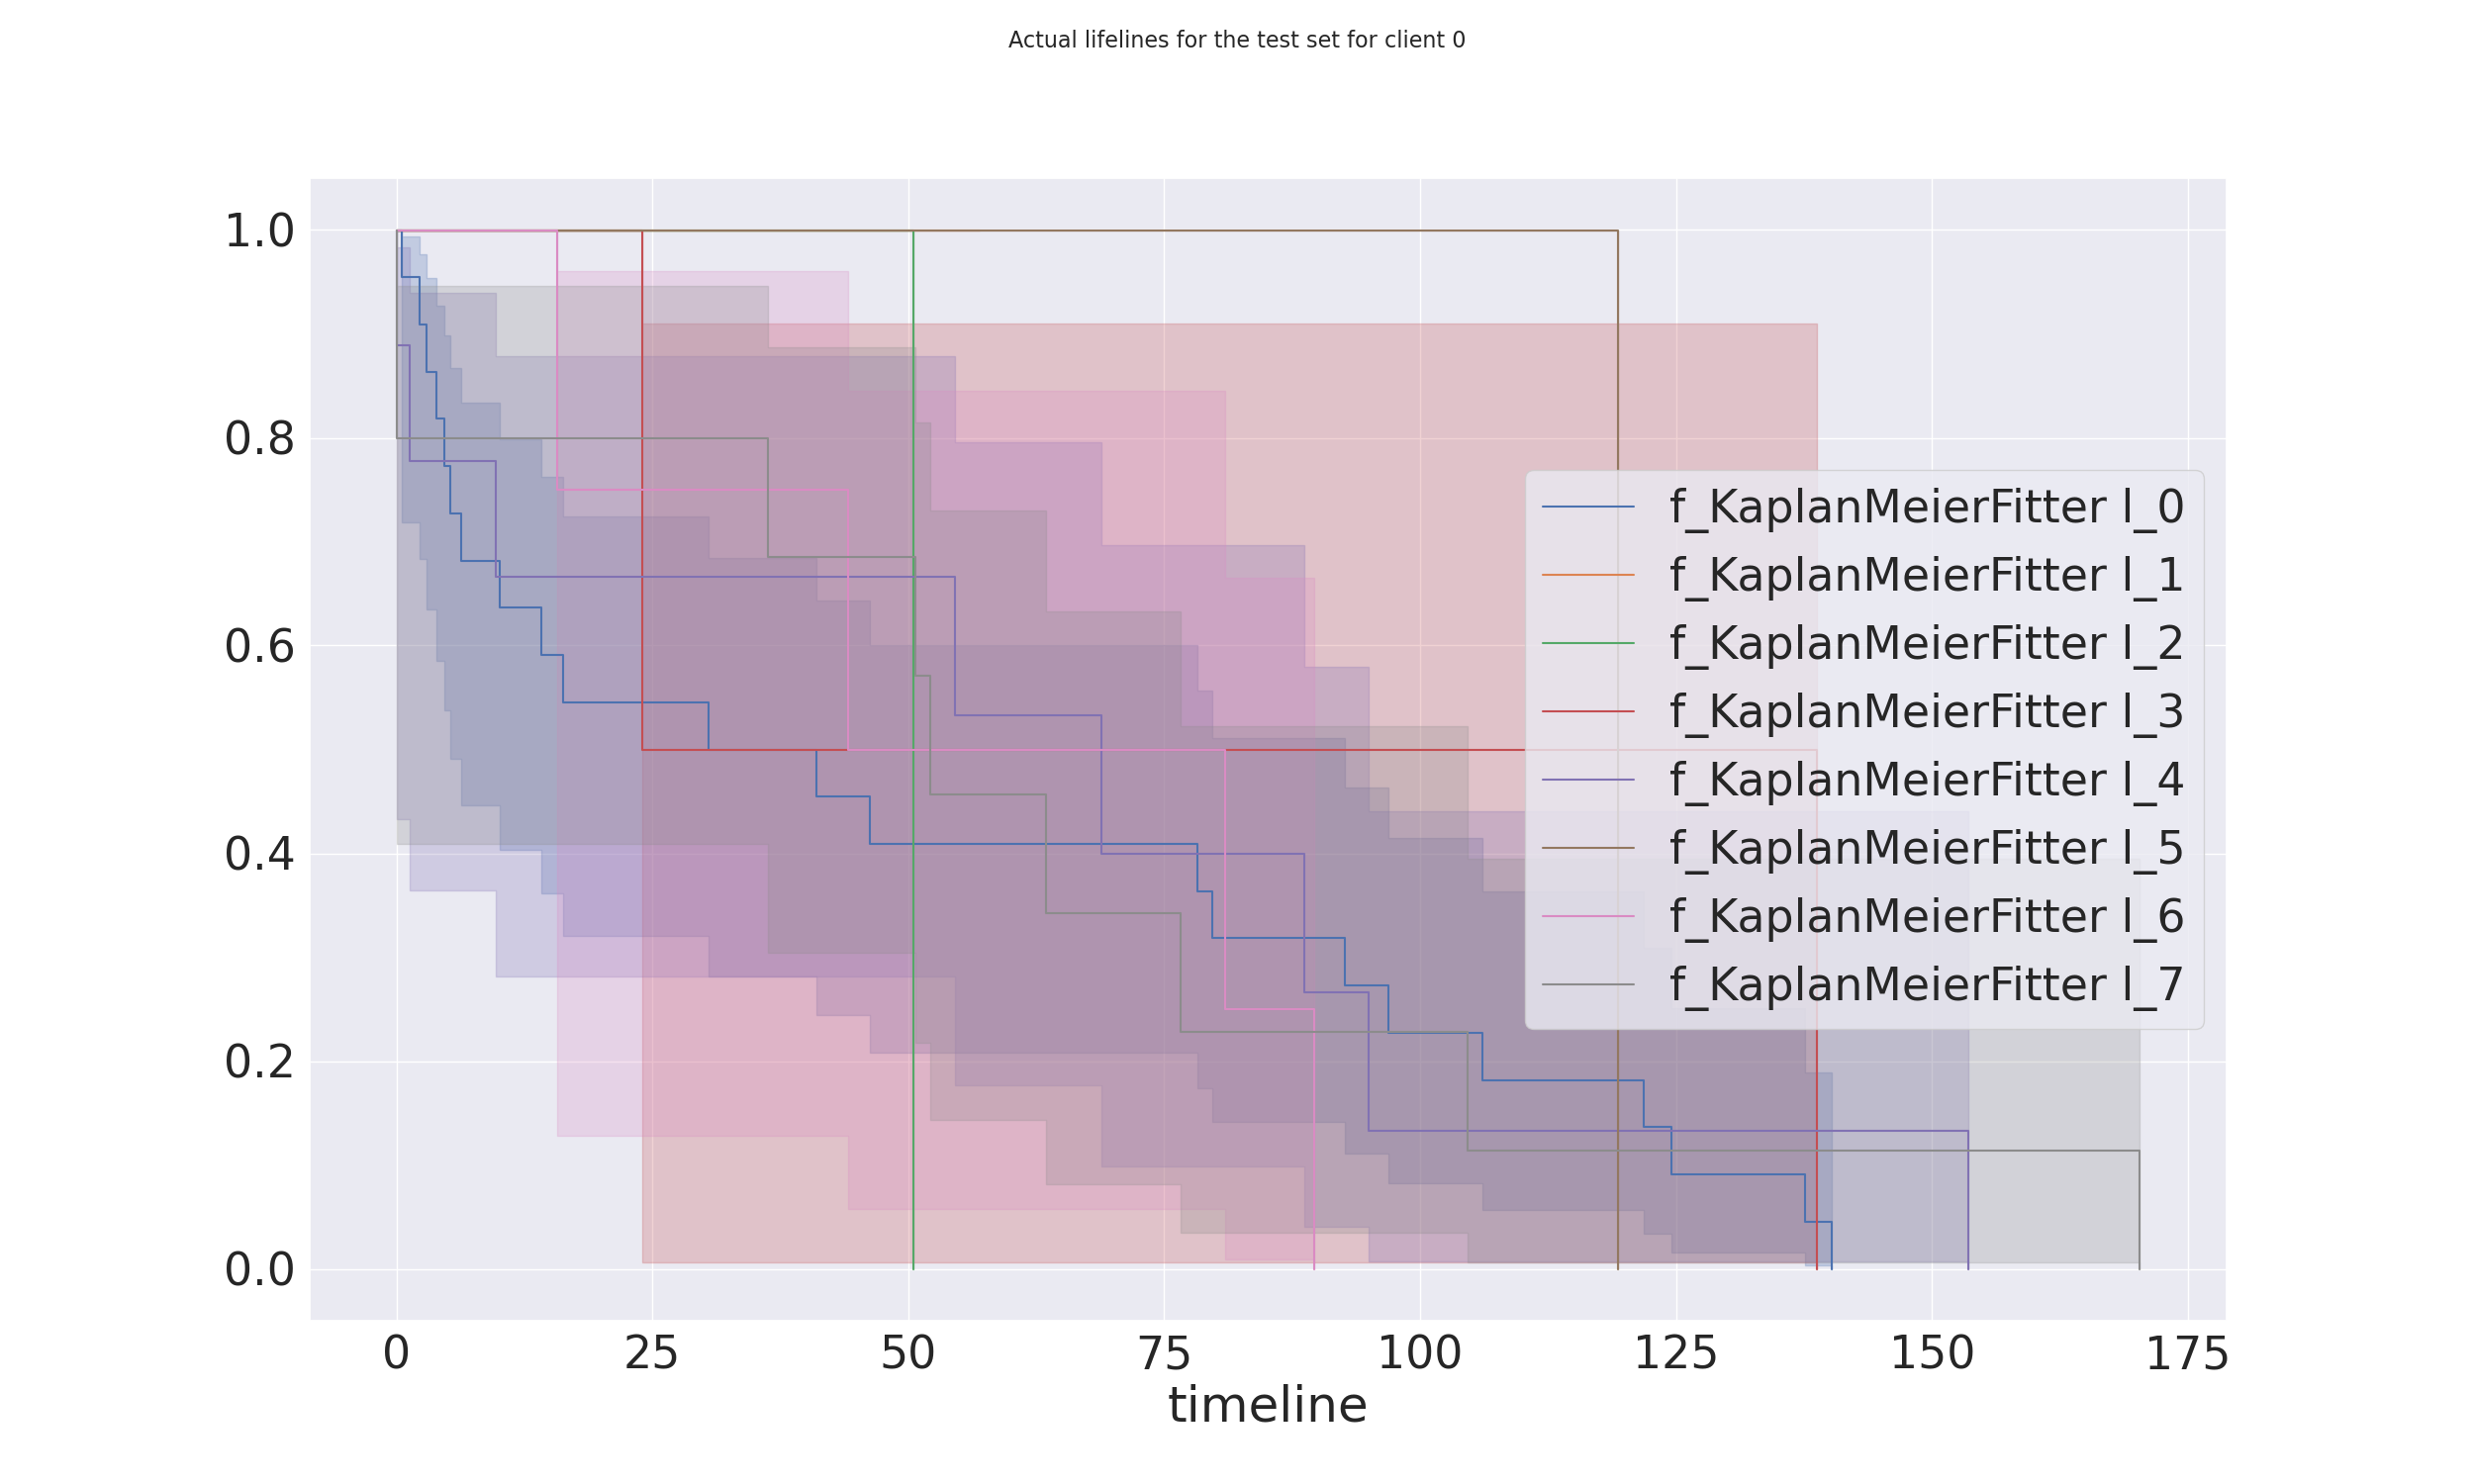 Actual lifelines for the test set for client 0
1.0
0.8
0.6
0.4
0.2
0.0
f_KaplanMeierFitter l_0
f_KaplanMeierFitter l_1
f_KaplanMeierFitter l_2
f_KaplanMeierFitter l_3
f_KaplanMeierFitter l_4
f_KaplanMeierFitter l_5
f_KaplanMeierFitter l_6
f_KaplanMeierFitter l_7
0 25 50 75 100 125 150 175
timeline